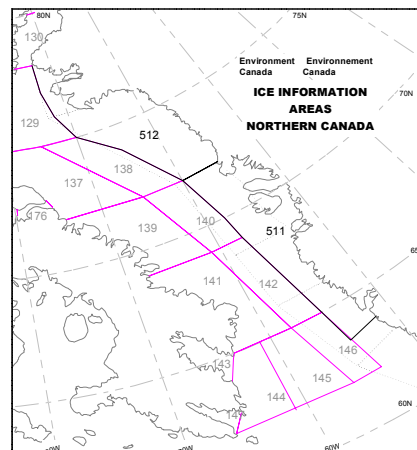 80N
75N
130
Environment Environnement
Canada Canada
ICE INFORMATION
AREAS
NORTHERN CANADA
70N
129
512
138
137
176
139
140
511
141
142
146
143
145
144
60N
60W